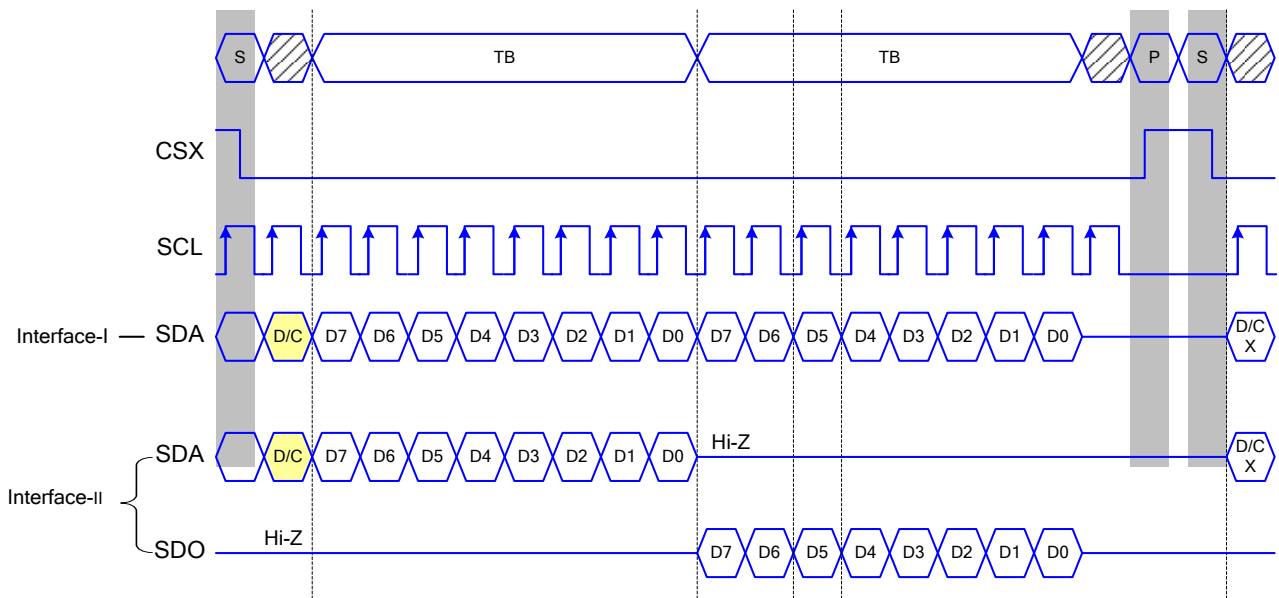 S TB TB P S
CSX
SCL
Interface-I SDA D/C D7 D6 D5 D4 D3 D2 D1 D0 D7 D6 D5 D4 D3 D2 D1 D0 D/C
X
SDA D/C D7 D6 D5 D4 D3 D2 D1 D0 Hi-Z D/C
X
Interface-II
SDO Hi-Z D7 D6 D5 D4 D3 D2 D1 D0